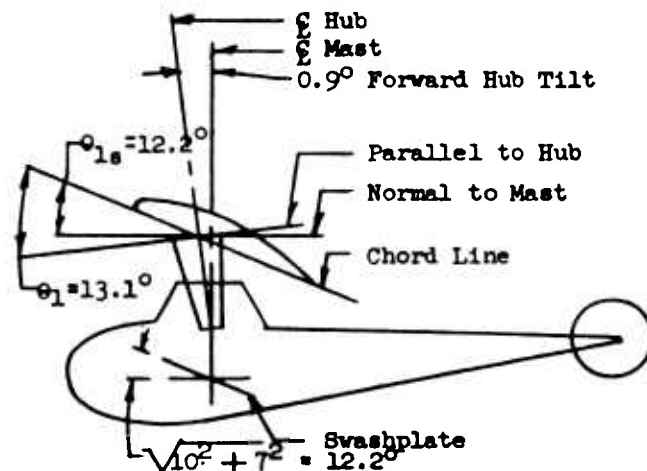 ℄ Hub
℄ Mast
0.9° Forward Hub Tilt
θ1s=12.2°
Parallel to Hub
Normal to Mast
Chord Line
θ1=13.1°
Swashplate
√10² + 7² = 12.2°